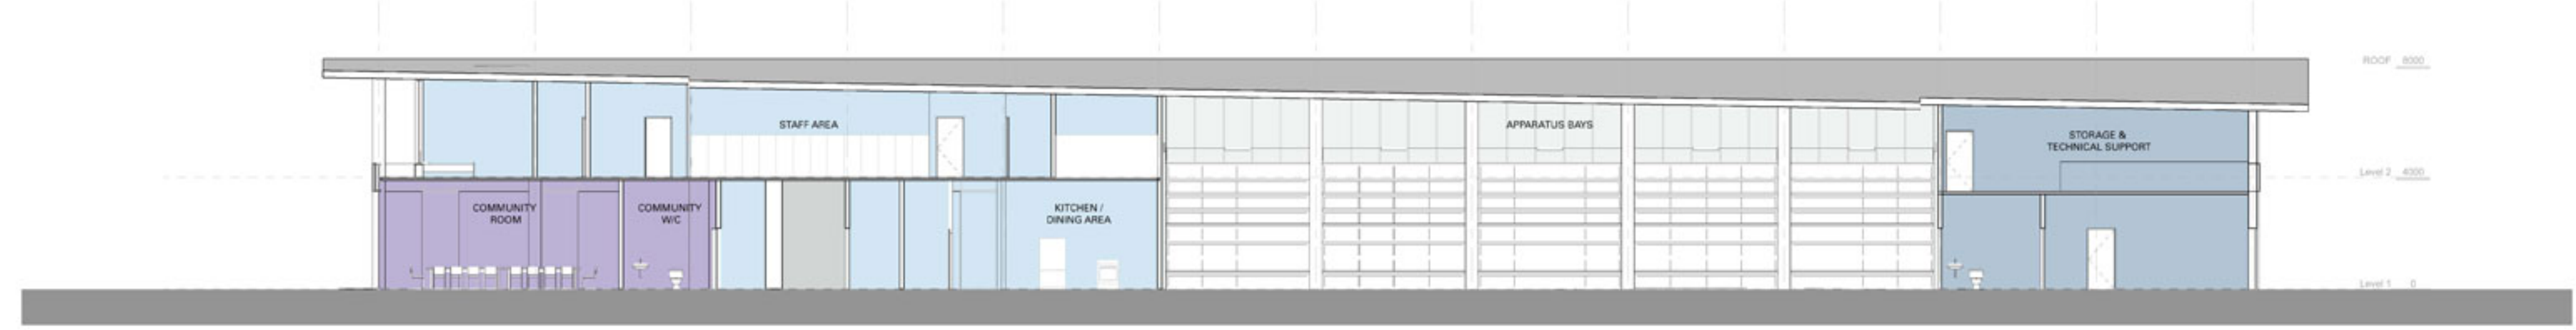 ROOF 8000
STAFF AREA
APPARATUS BAYS
STORAGE &
TECHNICAL SUPPORT
Level 2 4000
COMMUNITY
ROOM
COMMUNITY
W/C
KITCHEN /
DINING AREA
Level 1 0